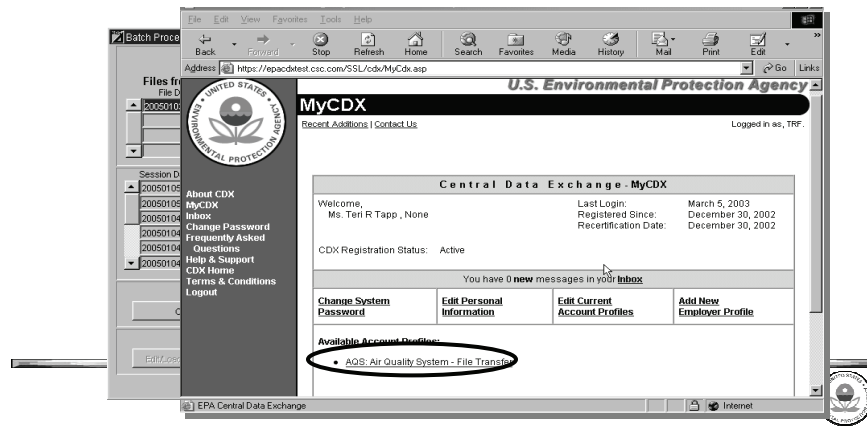 File Edit View Favorites Tools Help
Batch Proce
Back Forward Stop Refresh Home Search Favorites Media History Mail Print Edit »
Address https://epacdxtest.csc.com/SSL/cdx/MyCdx.asp Go Links
Files fr
File D
2005010
Session D
20050105
20050105
20050104
20050104
20050104
20050104
C
Edit/
UNITED STATES
ENVIRONMENTAL PROTECTION AGENCY
About CDX
MyCDX
Inbox
Change Password
Frequently Asked
Questions
Help & Support
CDX Home
Terms & Conditions
Logout
U.S. Environmental Protection Agency
MyCDX
Recent Additions | Contact Us
Logged in as, TRF.
Central Data Exchange - MyCDX
Welcome,
Ms. Teri R Tapp , None
CDX Registration Status: Active
Last Login: March 5, 2003
Registered Since: December 30, 2002
Recertification Date: December 30, 2002
You have 0 new messages in your Inbox
Change System Password
Edit Personal Information
Edit Current Account Profiles
Add New Employer Profile
Available Account Profiles:
• AQS: Air Quality System - File Transfer
EPA Central Data Exchange
Internet